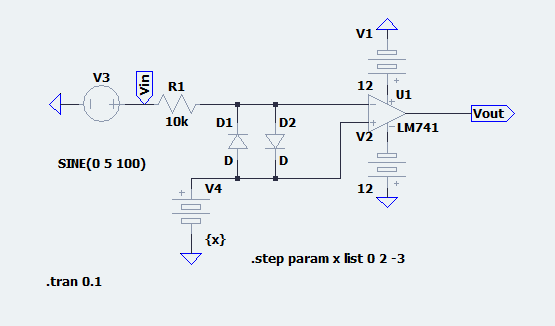 V1
V3
Vin
R1
12
U1
10k
D1
D2
Vout
LM741
V2
SINE(0 5 100)
D
D
V4
12
{x}
.step param x list 0 2 -3
.tran 0.1